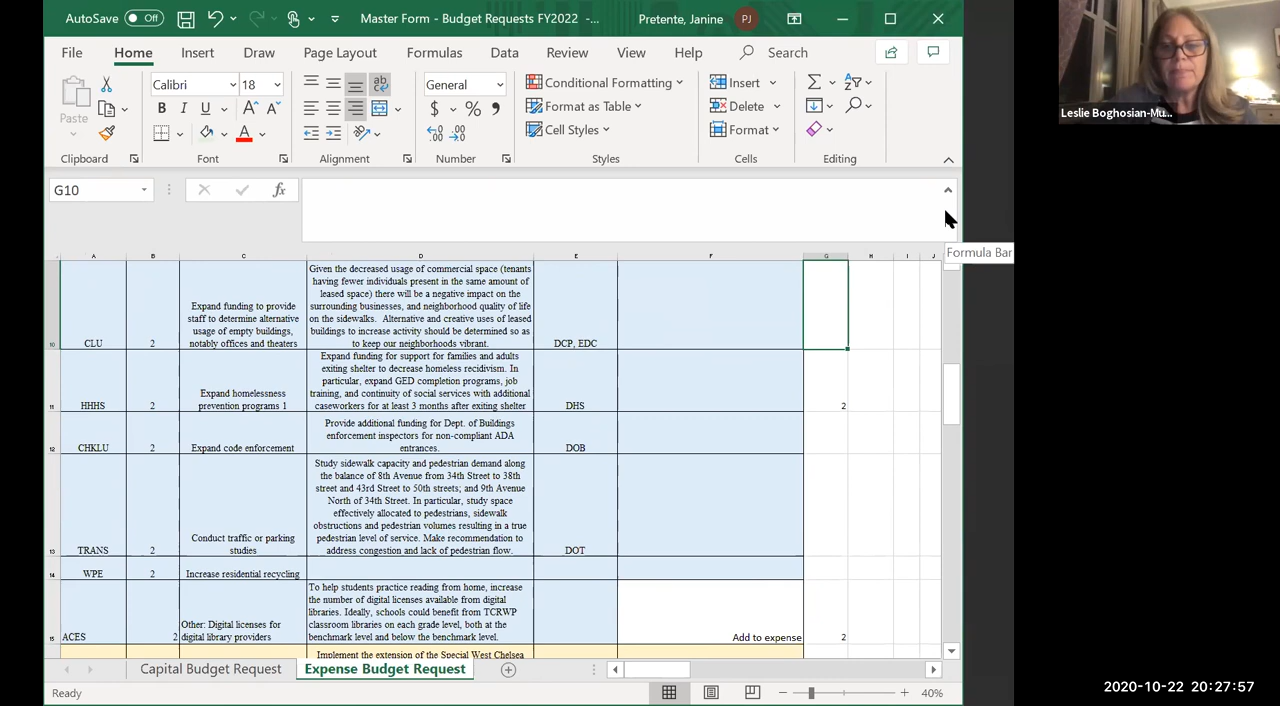 AutoSave Off Master Form - Budget Requests FY2022 -... Pretente, Janine PJ
File Home Insert Draw Page Layout Formulas Data Review View Help Search
Paste
Calibri 18
B I U A A
A
ab c
General
$ % 9
Conditional Formatting
Format as Table
Cell Styles
Insert
Delete
Format
Clipboard Font Alignment Number Styles Cells Editing
G10 fx
Formula Bar
A B C D E F G H I J
10 CLU 2
Expand funding to provide
staff to determine alternative
usage of empty buildings,
notably offices and theaters
Given the decreased usage of commercial space (tenants
having fewer individuals present in the same amount of
leased space) there will be a negative impact on the
surrounding businesses, and neighborhood quality of life
on the sidewalks. Alternative and creative uses of leased
buildings to increase activity should be determined so as
to keep our neighborhoods vibrant.
DCP, EDC
11 HHHS 2
Expand homelessness
prevention programs 1
Expand funding for support for families and adults
exiting shelter to decrease homeless recidivism. In
particular, expand GED completion programs, job
training, and continuity of social services with additional
caseworkers for at least 3 months after exiting shelter
DHS 2
12 CHKLU 2 Expand code enforcement
Provide additional funding for Dept. of Buildings
enforcement inspectors for non-compliant ADA
entrances.
DOB
13 TRANS 2
Conduct traffic or parking
studies
Study sidewalk capacity and pedestrian demand along
the balance of 8th Avenue from 34th Street to 38th
street and 43rd Street to 50th streets; and 9th Avenue
North of 34th Street. In particular, study space
effectively allocated to pedestrians, sidewalk
obstructions and pedestrian volumes resulting in a true
pedestrian level of service. Make recommendation to
address congestion and lack of pedestrian flow.
DOT
14 WPE 2 Increase residential recycling
15 ACES 2
Other: Digital licenses for
digital library providers
To help students practice reading from home, increase
the number of digital licenses available from digital
libraries. Ideally, schools could benefit from TCRWP
classroom libraries on each grade level, both at the
benchmark level and below the benchmark level.
Add to expense 2
Implement the extension of the Special West Chelsea
Capital Budget Request Expense Budget Request
Ready 40%
Leslie Boghosian-Mu...
2020-10-22 20:27:57